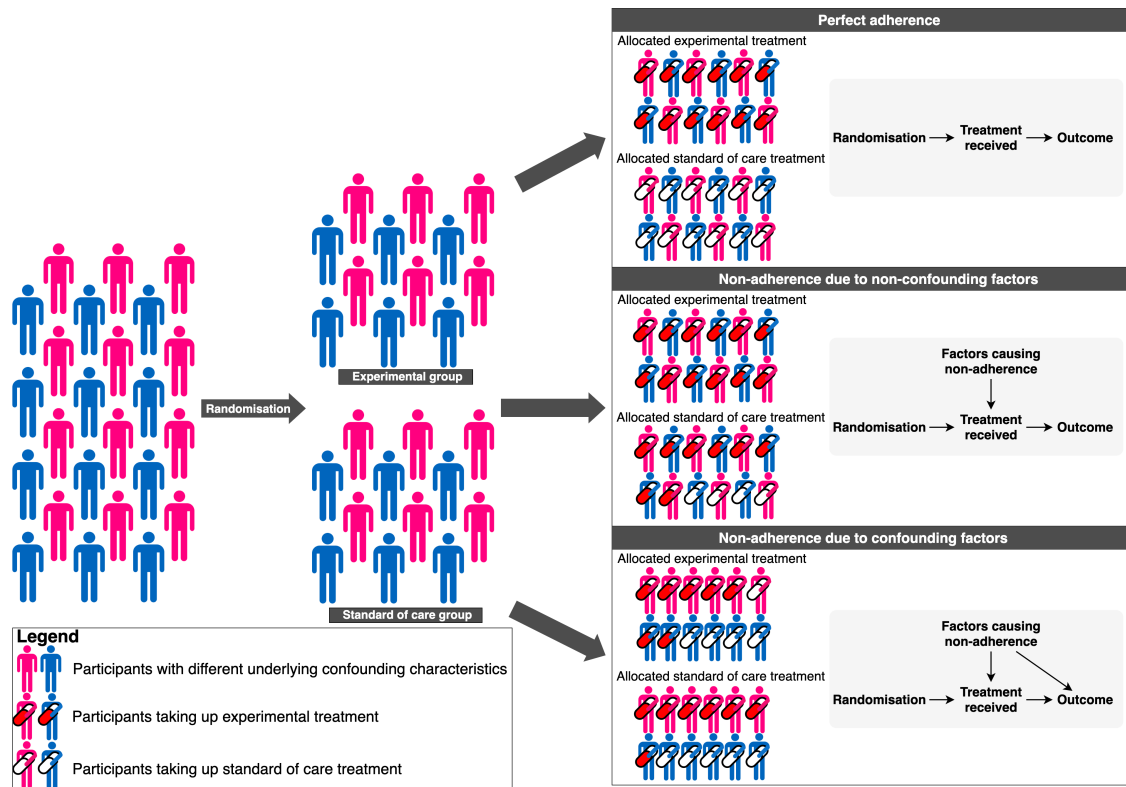 Randomisation
Experimental group
Standard of care group
Legend
Participants with different underlying confounding characteristics
Participants taking up experimental treatment
Participants taking up standard of care treatment
Perfect adherence
Allocated experimental treatment
Allocated standard of care treatment
Randomisation
Treatment
received
Outcome
Non-adherence due to non-confounding factors
Allocated experimental treatment
Allocated standard of care treatment
Factors causing
non-adherence
Randomisation
Treatment
received
Outcome
Non-adherence due to confounding factors
Allocated experimental treatment
Allocated standard of care treatment
Factors causing
non-adherence
Randomisation
Treatment
received
Outcome